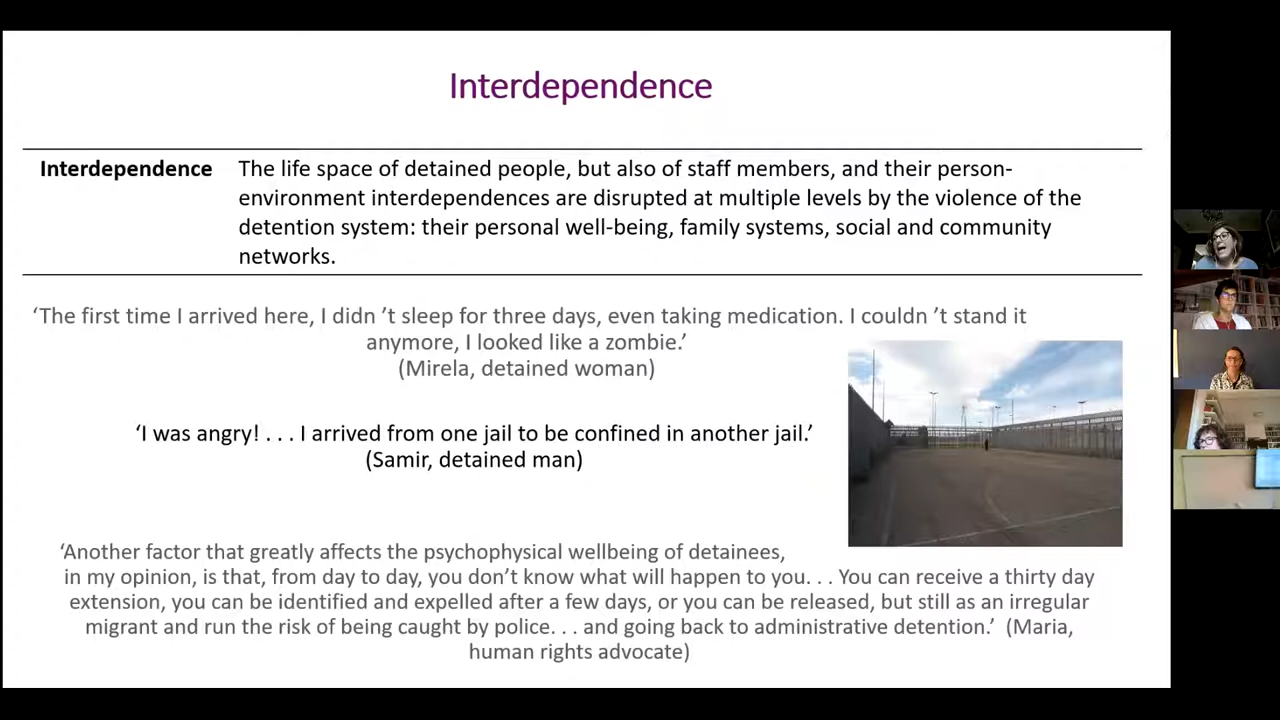 Interdependence
Interdependence The life space of detained people, but also of staff members, and their person-
environment interdependences are disrupted at multiple levels by the violence of the
detention system: their personal well-being, family systems, social and community
networks.
‘The first time I arrived here, I didn ’t sleep for three days, even taking medication. I couldn ’t stand it
anymore, I looked like a zombie.’
(Mirela, detained woman)
‘I was angry! . . . I arrived from one jail to be confined in another jail.’
(Samir, detained man)
‘Another factor that greatly affects the psychophysical wellbeing of detainees,
in my opinion, is that, from day to day, you don’t know what will happen to you. . . You can receive a thirty day
extension, you can be identified and expelled after a few days, or you can be released, but still as an irregular
migrant and run the risk of being caught by police. . . and going back to administrative detention.’ (Maria,
human rights advocate)